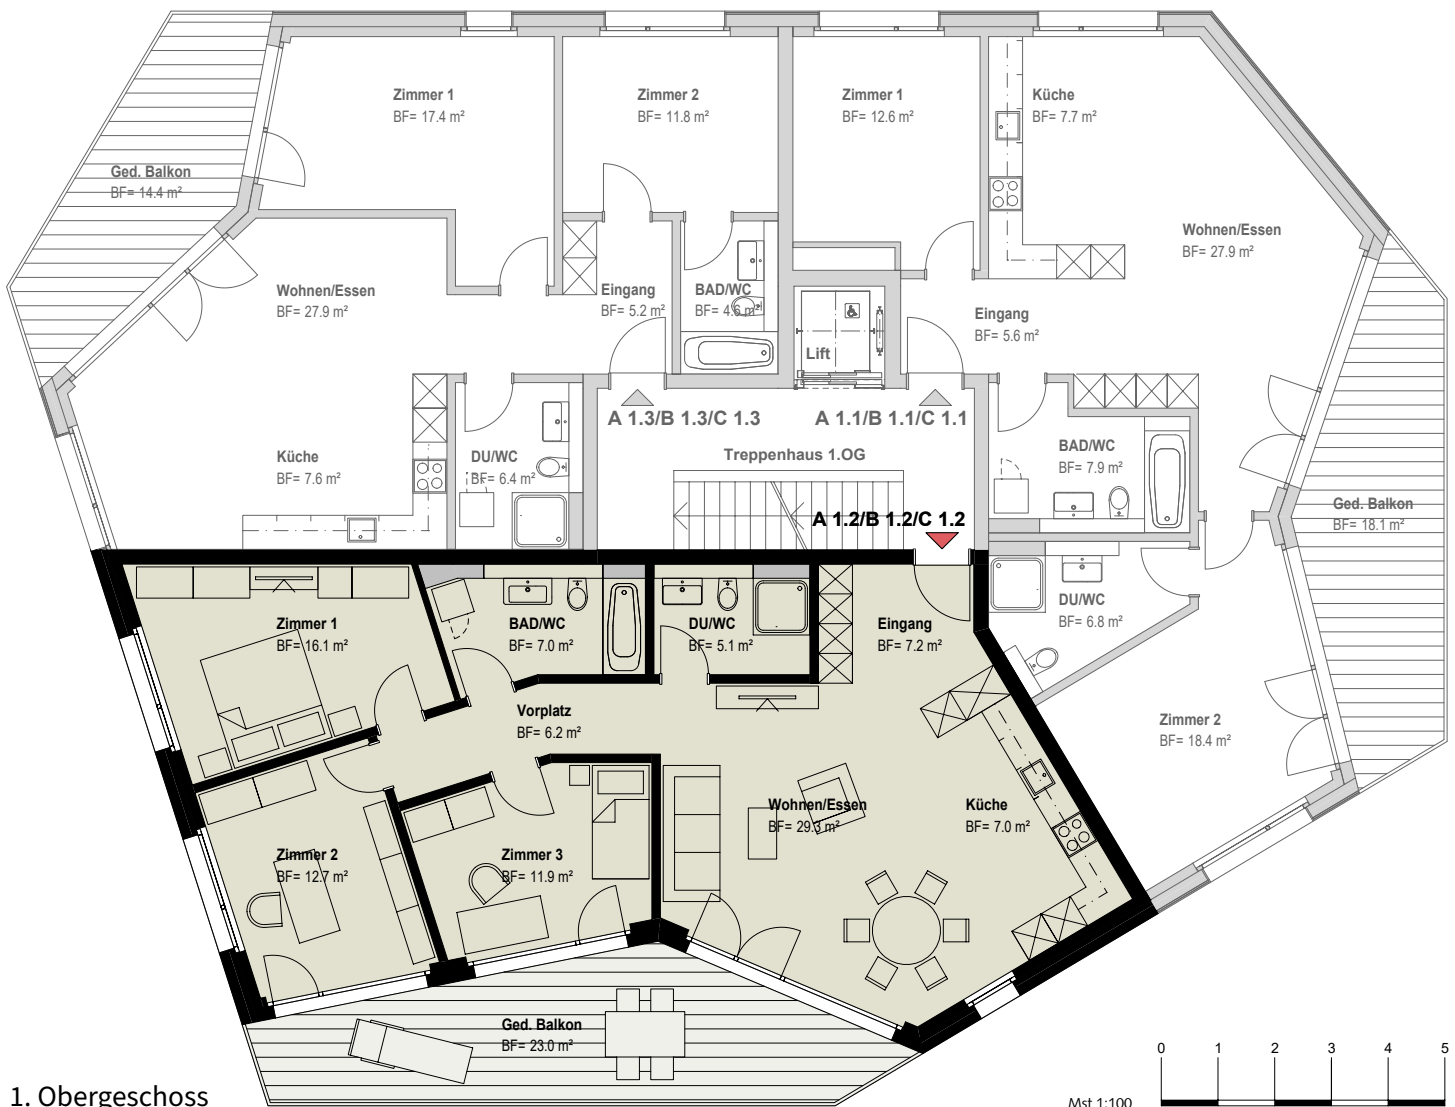 Zimmer 1
BF= 17.4 m²
Zimmer 2
BF= 11.8 m²
Zimmer 1
BF= 12.6 m²
Küche
BF= 7.7 m²
Ged. Balkon
BF= 14.4 m²
Wohnen/Essen
BF= 27.9 m²
Wohnen/Essen
BF= 27.9 m²
Eingang
BF= 5.2 m²
BAD/WC
BF= 4.6 m²
Eingang
BF= 5.6 m²
Lift
A 1.3/B 1.3/C 1.3
A 1.1/B 1.1/C 1.1
Treppenhaus 1.OG
Küche
BF= 7.6 m²
DU/WC
BF= 6.4 m²
BAD/WC
BF= 7.9 m²
Ged. Balkon
BF= 18.1 m²
A 1.2/B 1.2/C 1.2
DU/WC
BF= 6.8 m²
Zimmer 1
BF= 16.1 m²
BAD/WC
BF= 7.0 m²
DU/WC
BF= 5.1 m²
Eingang
BF= 7.2 m²
Vorplatz
BF= 6.2 m²
Zimmer 2
BF= 18.4 m²
Wohnen/Essen
BF= 29.3 m²
Küche
BF= 7.0 m²
Zimmer 2
BF= 12.7 m²
Zimmer 3
BF= 11.9 m²
Ged. Balkon
BF= 23.0 m²
0 1 2 3 4 5
Mst 1:100
1. Obergeschoss